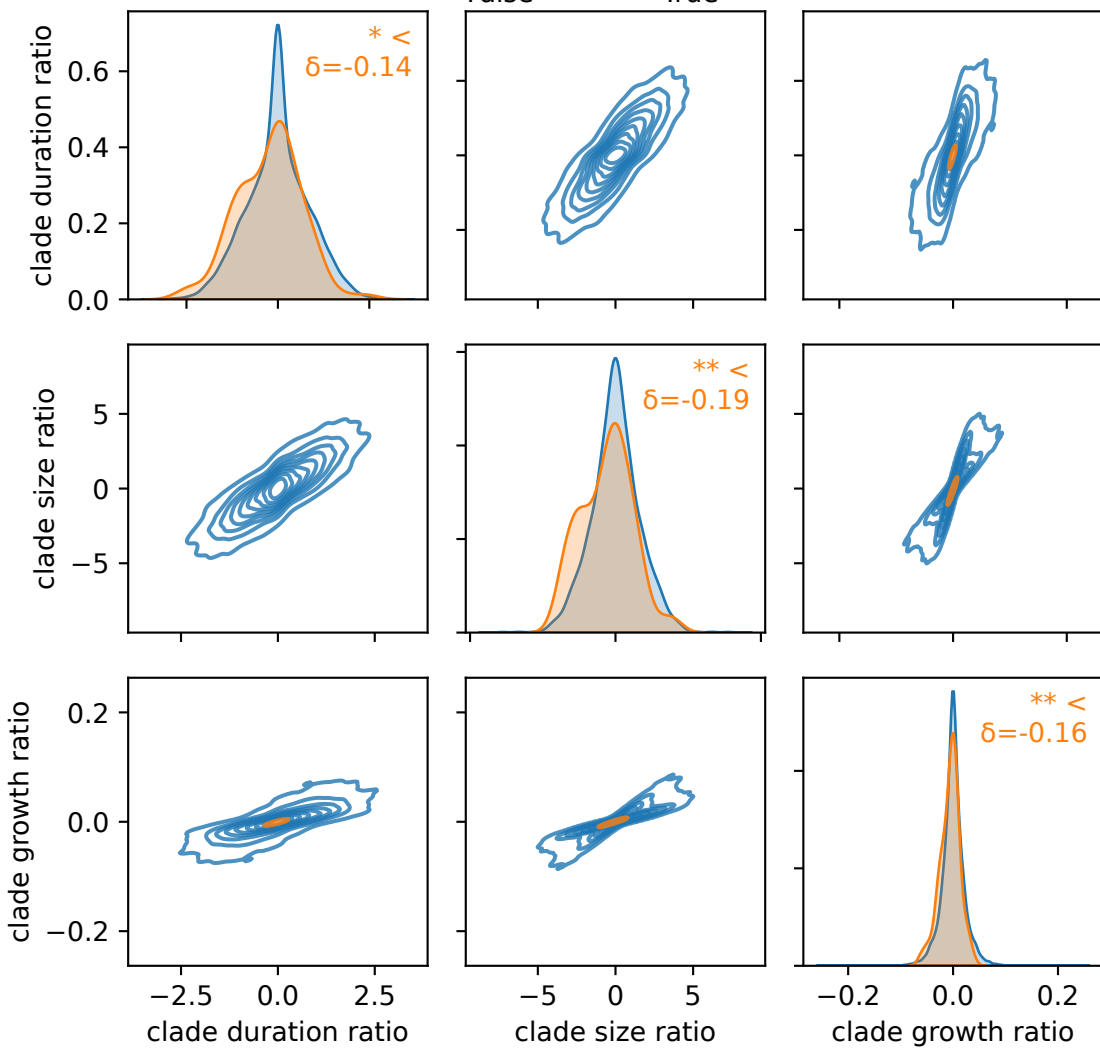 True
clade duration ratio
0.6
0.4
0.2
0.0
* <
δ=-0.14
clade size ratio
5
0
−5
** <
δ=-0.19
clade growth ratio
0.2
0.0
−0.2
** <
δ=-0.16
−2.5 0.0 2.5
−5 0 5
−0.2 0.0 0.2
clade duration ratio
clade size ratio
clade growth ratio